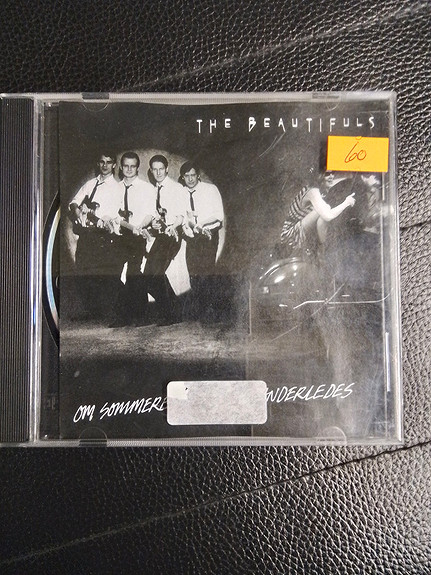 THE BEAUTIFULS
60
OM SOMMERE NDERLEDES